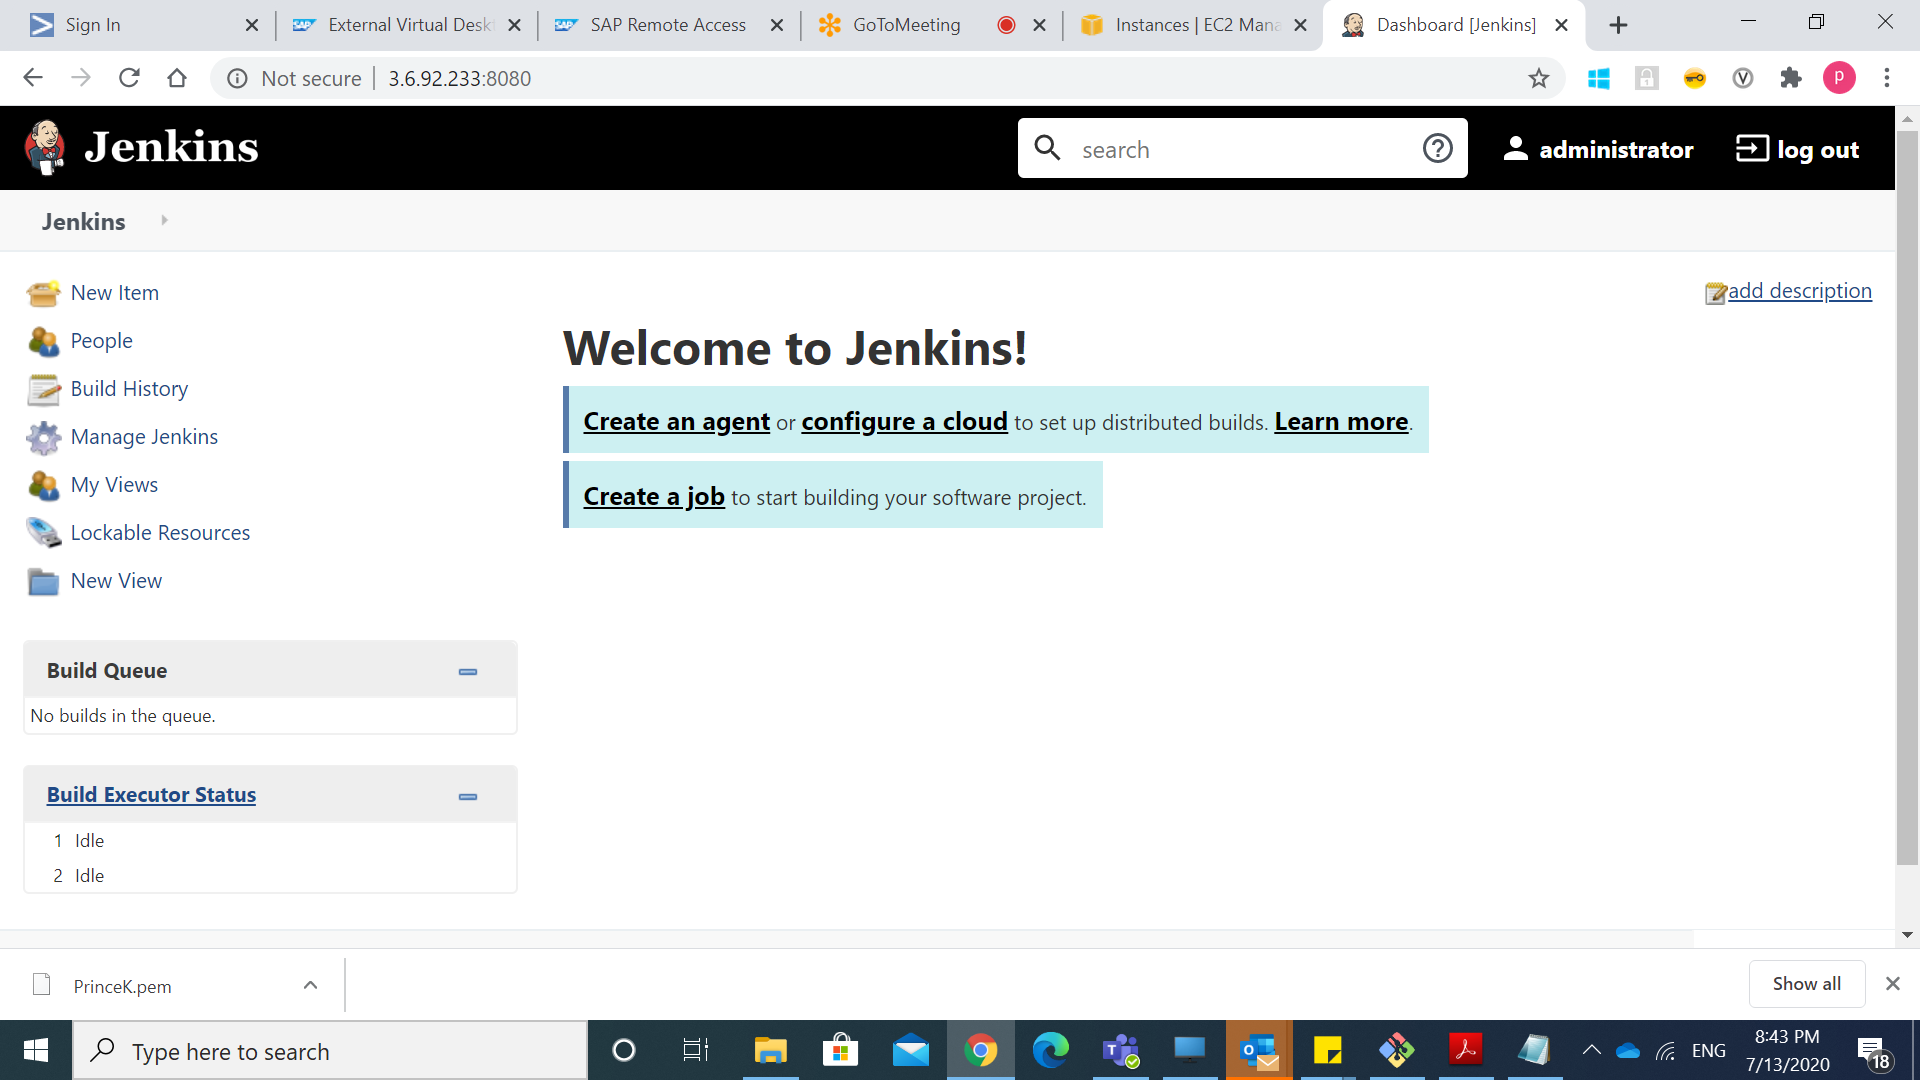 Sign In
External Virtual Deskt
SAP Remote Access
GoToMeeting
Instances | EC2 Mana
Dashboard [Jenkins]
Not secure
3.6.92.233:8080
P
Jenkins
search
administrator
log out
Jenkins
New Item
People
Build History
Manage Jenkins
My Views
Lockable Resources
New View
add description
Welcome to Jenkins!
Create an agent or configure a cloud to set up distributed builds. Learn more.
Create a job to start building your software project.
Build Queue
No builds in the queue.
Build Executor Status
1 Idle
2 Idle
PrinceK.pem
Show all
Type here to search
ENG
8:43 PM
7/13/2020
18